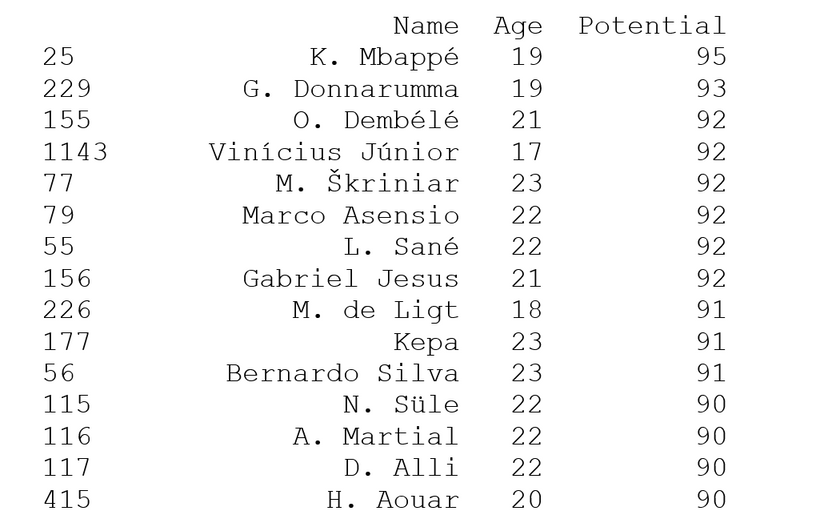 Name Age Potential
25 K. Mbappé 19 95
229 G. Donnarumma 19 93
155 O. Dembélé 21 92
1143 Vinícius Júnior 17 92
77 M. Škriniar 23 92
79 Marco Asensio 22 92
55 L. Sané 22 92
156 Gabriel Jesus 21 92
226 M. de Ligt 18 91
177 Kepa 23 91
56 Bernardo Silva 23 91
115 N. Süle 22 90
116 A. Martial 22 90
117 D. Alli 22 90
415 H. Aouar 20 90